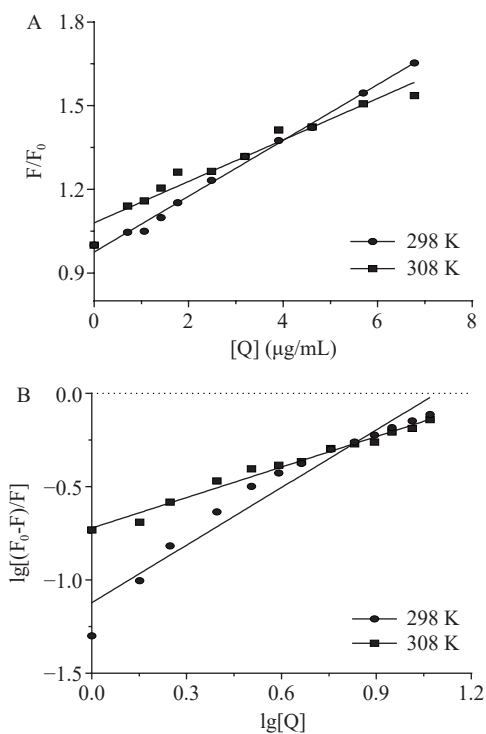 A
F/F₀
1.8
1.5
1.2
0.9
0 2 4 6 8
[Q] (μg/mL)
298 K
308 K
B
lg[(F₀-F)/F]
0.0
−0.5
−1.0
−1.5
0.0 0.3 0.6 0.9 1.2
lg[Q]
298 K
308 K